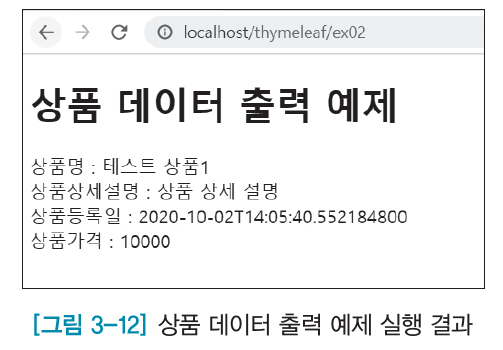 localhost/thymeleaf/ex02
상품 데이터 출력 예제
상품명 : 테스트 상품1
상품상세설명 : 상품 상세 설명
상품등록일 : 2020-10-02T14:05:40.552184800
상품가격 : 10000
[그림 3-12] 상품 데이터 출력 예제 실행 결과